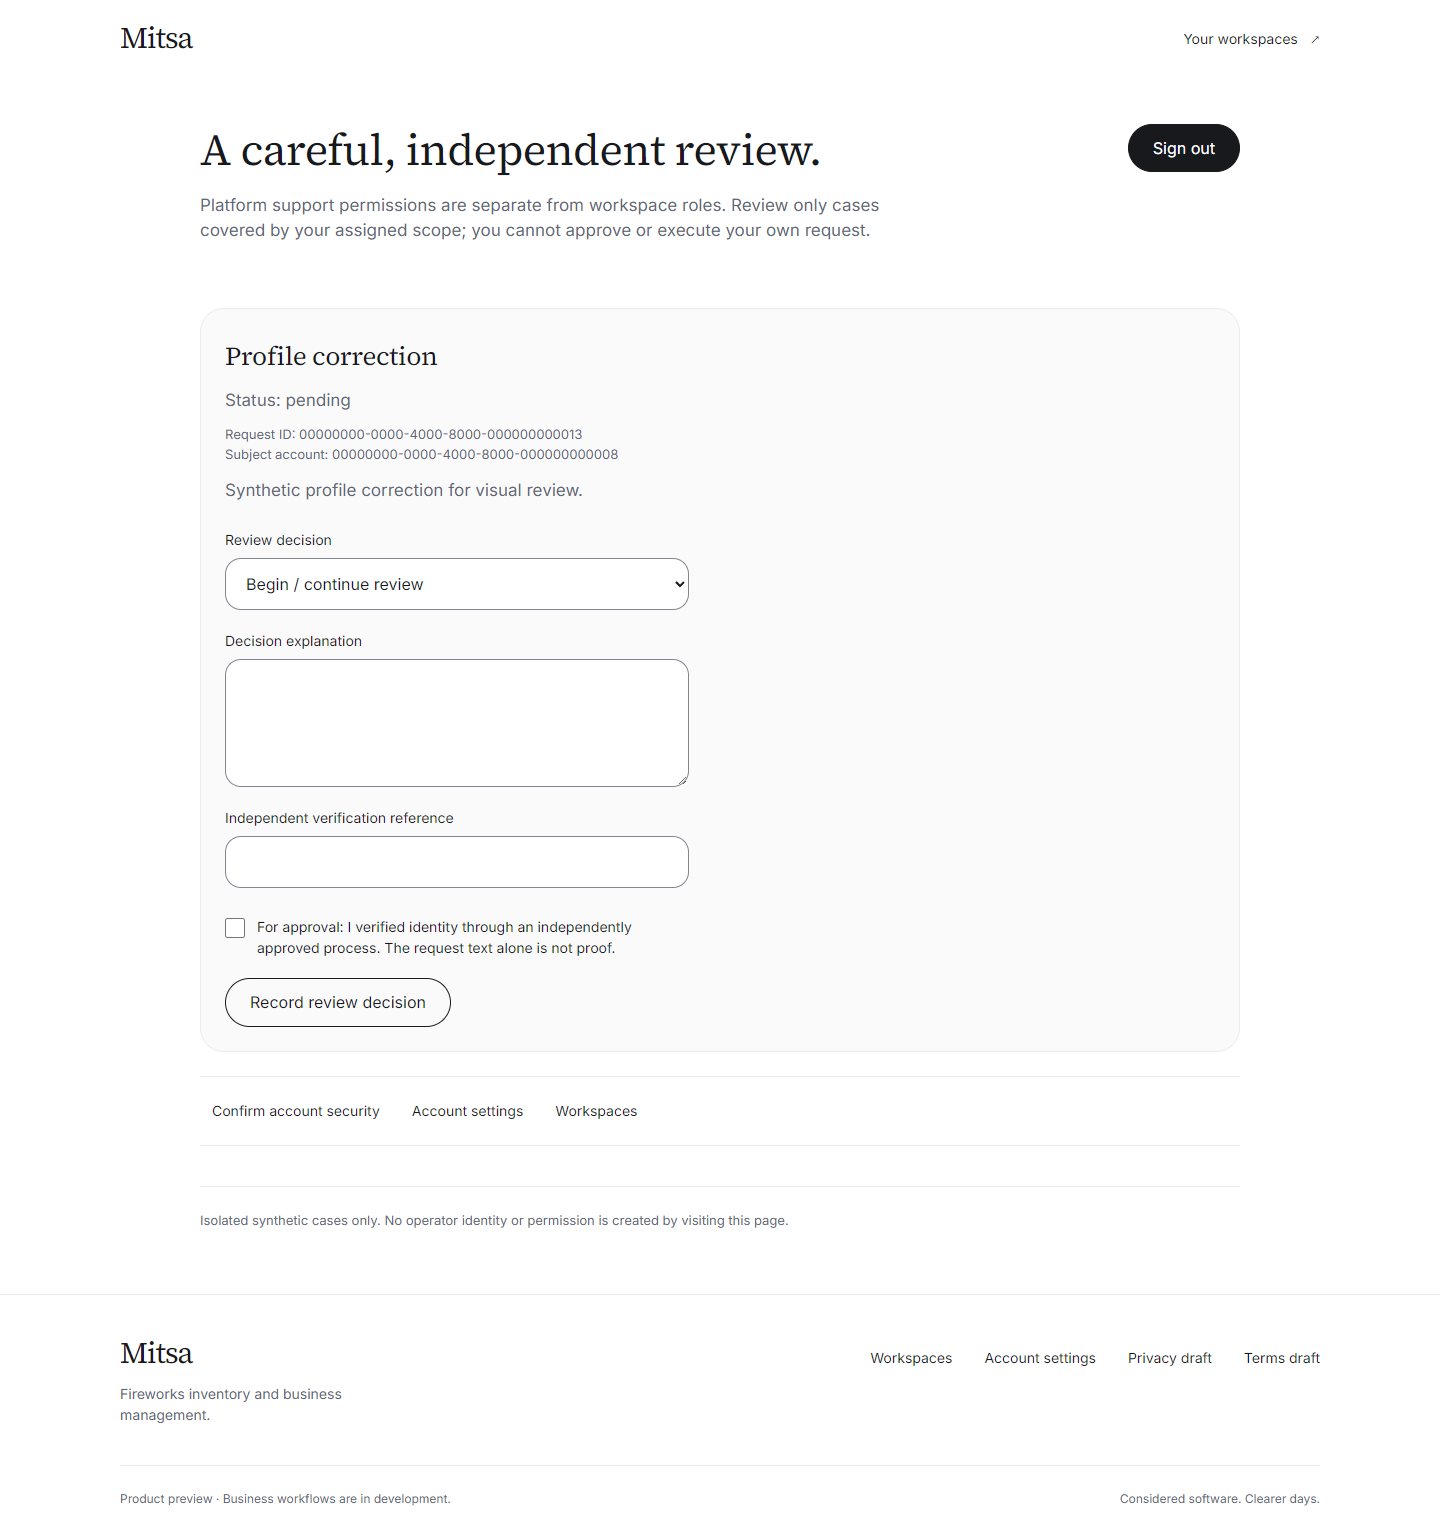 Mitsa
Your workspaces ↗
A careful, independent review.
Sign out
Platform support permissions are separate from workspace roles. Review only cases
covered by your assigned scope; you cannot approve or execute your own request.
Profile correction
Status: pending
Request ID: 00000000-0000-4000-8000-000000000013
Subject account: 00000000-0000-4000-8000-000000000008
Synthetic profile correction for visual review.
Review decision
Begin / continue review
Decision explanation
Independent verification reference
For approval: I verified identity through an independently
approved process. The request text alone is not proof.
Record review decision
Confirm account security
Account settings
Workspaces
Isolated synthetic cases only. No operator identity or permission is created by visiting this page.
Mitsa
Fireworks inventory and business
management.
Workspaces
Account settings
Privacy draft
Terms draft
Product preview · Business workflows are in development.
Considered software. Clearer days.